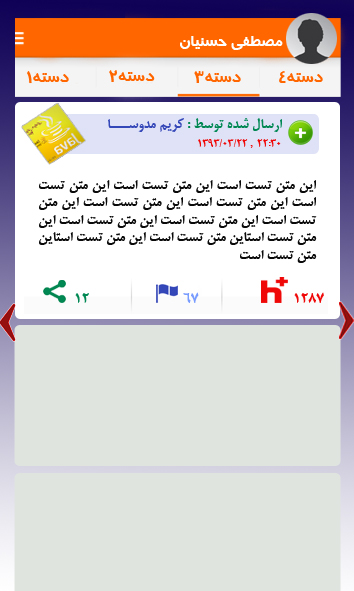 مصطفی حسنیان
دسته۴ دسته۳ دسته۲ دسته۱
ارسال شده توسط : کریم مدوســـا
۱۳۹۳/۰۳/۲۲ , ۲۲:۳۰
این متن تست است این متن تست است این متن تست
است این متن تست است این متن تست است این متن
تست است این متن تست است این متن تست است این
متن تست استاین متن تست است این متن تست استاین
متن تست است
۱۲۸۷ h+ ۶۷ ۱۲